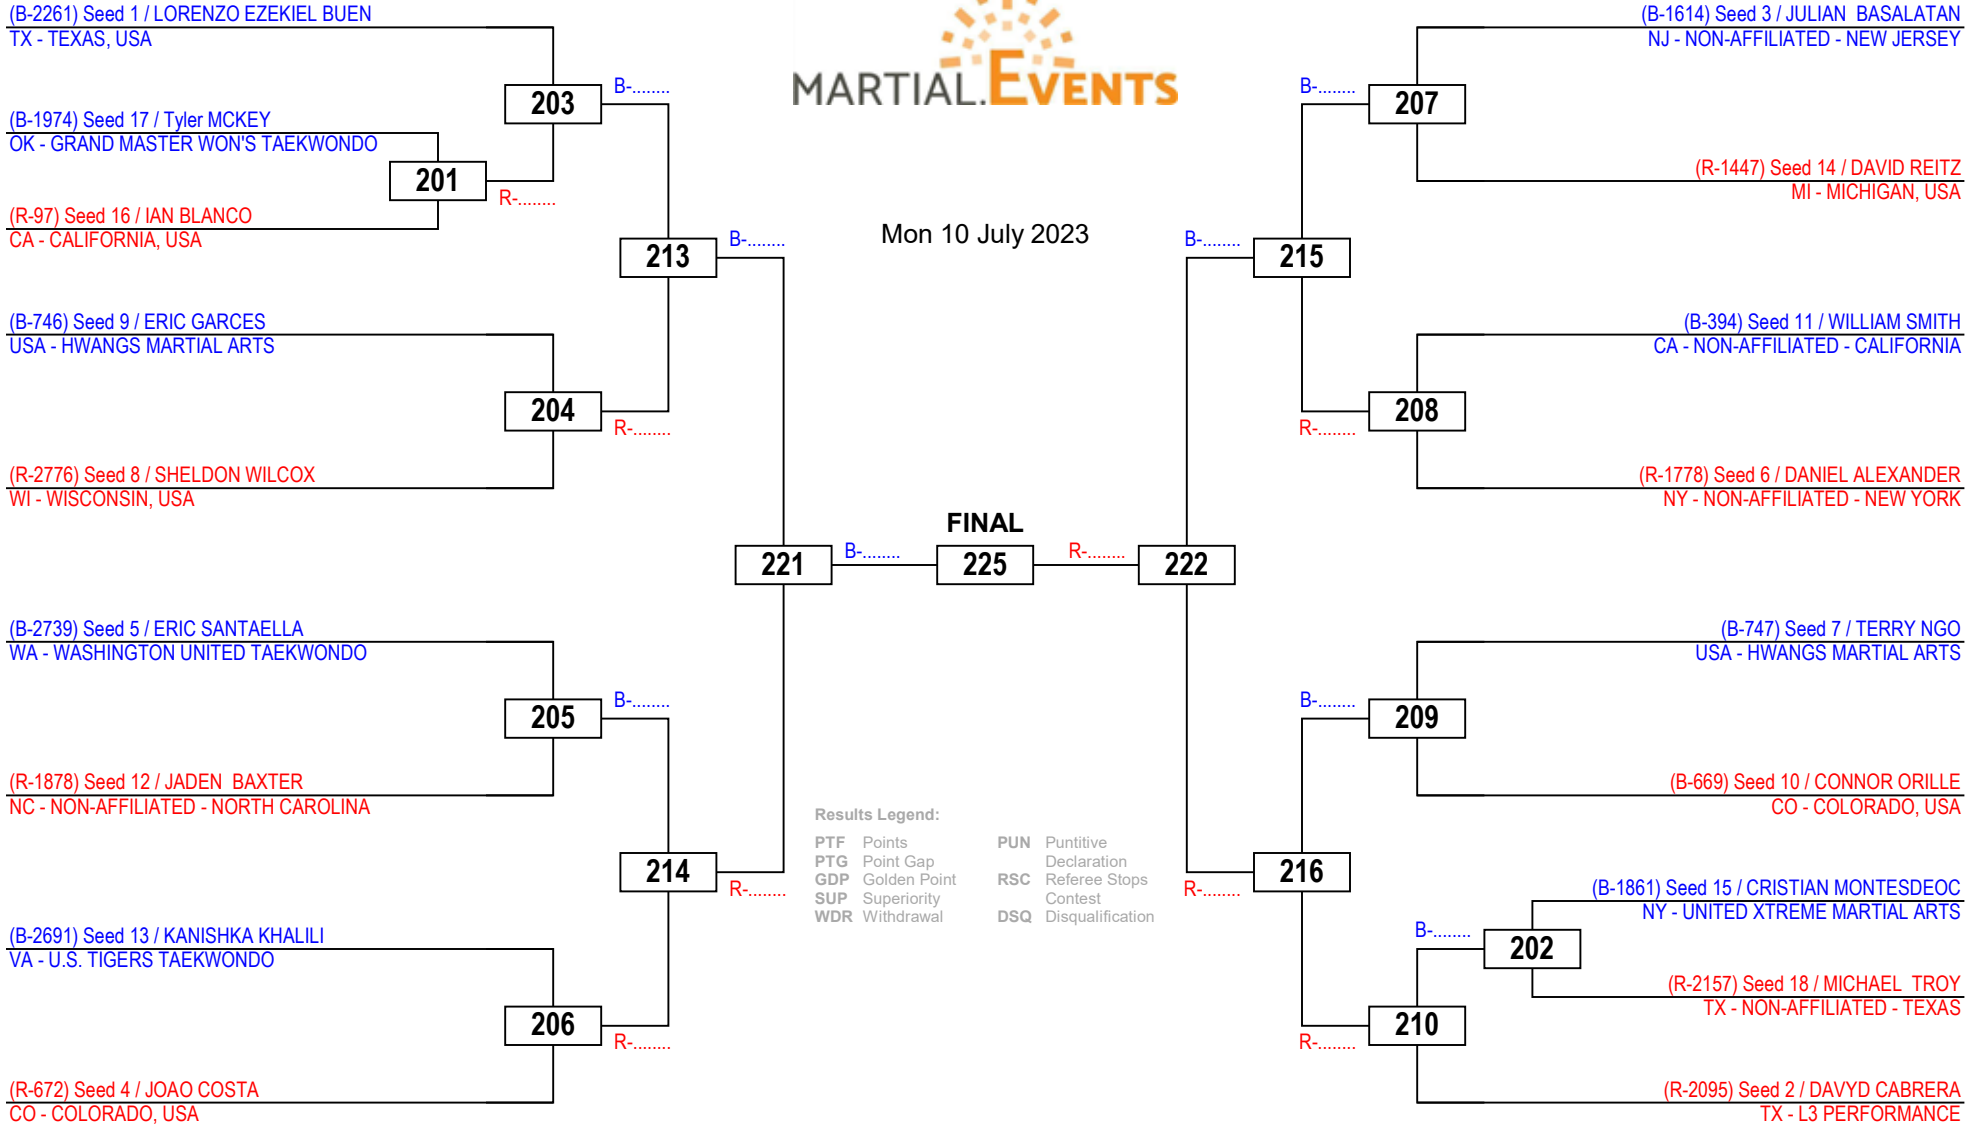 (B-2261) Seed 1 / LORENZO EZEKIEL BUEN
TX - TEXAS, USA
203
B-........
(B-1974) Seed 17 / Tyler MCKEY
OK - GRAND MASTER WON'S TAEKWONDO
201
R-........
(R-97) Seed 16 / IAN BLANCO
CA - CALIFORNIA, USA
213
B-........
(B-746) Seed 9 / ERIC GARCES
USA - HWANGS MARTIAL ARTS
204
R-........
(R-2776) Seed 8 / SHELDON WILCOX
WI - WISCONSIN, USA
221
B-........
(B-2739) Seed 5 / ERIC SANTAELLA
WA - WASHINGTON UNITED TAEKWONDO
205
B-........
(R-1878) Seed 12 / JADEN BAXTER
NC - NON-AFFILIATED - NORTH CAROLINA
214
R-........
(B-2691) Seed 13 / KANISHKA KHALILI
VA - U.S. TIGERS TAEKWONDO
206
R-........
(R-672) Seed 4 / JOAO COSTA
CO - COLORADO, USA
MARTIAL.EVENTS
Mon 10 July 2023
FINAL
225
Results Legend:
PTF Points
PTG Point Gap
GDP Golden Point
SUP Superiority
WDR Withdrawal
PUN Puntitive
Declaration
RSC Referee Stops
Contest
DSQ Disqualification
(B-1614) Seed 3 / JULIAN BASALATAN
NJ - NON-AFFILIATED - NEW JERSEY
B-........
207
(R-1447) Seed 14 / DAVID REITZ
MI - MICHIGAN, USA
B-........
215
(B-394) Seed 11 / WILLIAM SMITH
CA - NON-AFFILIATED - CALIFORNIA
R-........
208
(R-1778) Seed 6 / DANIEL ALEXANDER
NY - NON-AFFILIATED - NEW YORK
R-........
222
(B-747) Seed 7 / TERRY NGO
USA - HWANGS MARTIAL ARTS
B-........
209
(B-669) Seed 10 / CONNOR ORILLE
CO - COLORADO, USA
R-........
216
(B-1861) Seed 15 / CRISTIAN MONTESDEOC
NY - UNITED XTREME MARTIAL ARTS
B-........
202
(R-2157) Seed 18 / MICHAEL TROY
TX - NON-AFFILIATED - TEXAS
R-........
210
(R-2095) Seed 2 / DAVYD CABRERA
TX - L3 PERFORMANCE